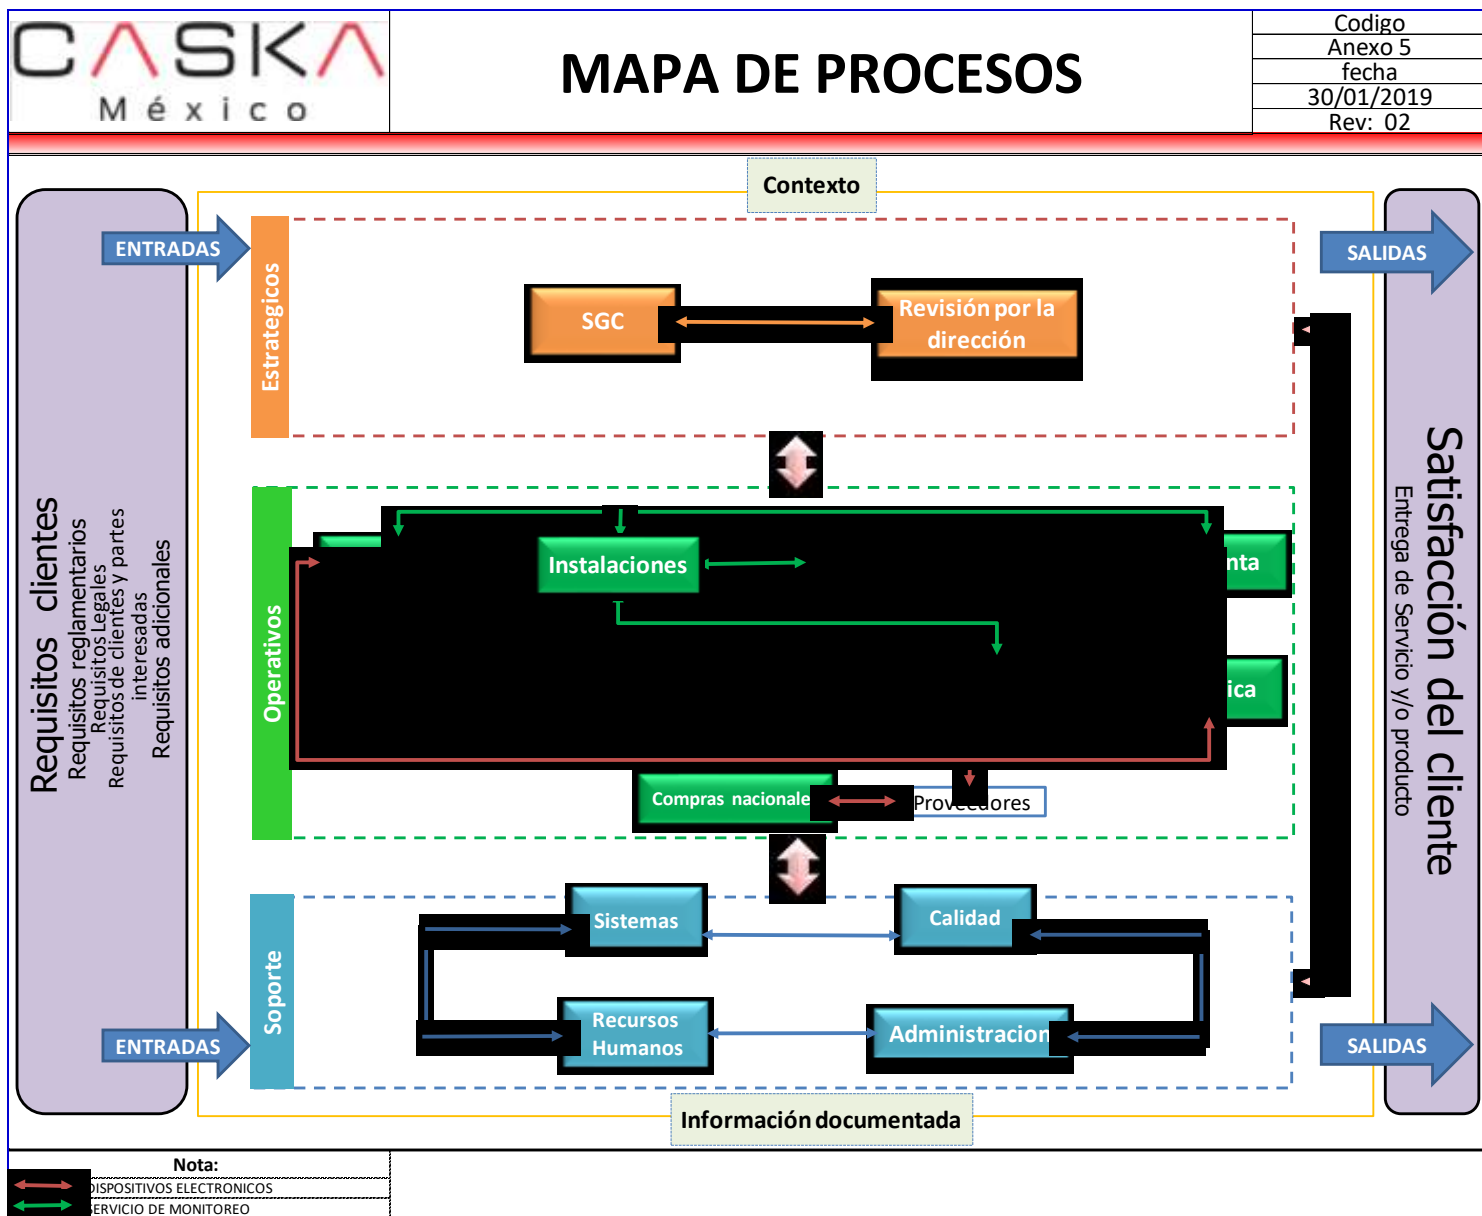 CASKA
México
MAPA DE PROCESOS
Codigo
Anexo 5
fecha
30/01/2019
Rev: 02
Contexto
ENTRADAS
SALIDAS
Estrategicos
SGC
Revisión por la
dirección
Requisitos clientes
Requisitos reglamentarios
Requisitos Legales
Requisitos de clientes y partes
interesadas
Requisitos adicionales
Operativos
Instalaciones
nta
ica
Compras nacionale
Proveedores
Satisfacción del cliente
Entrega de Servicio y/o producto
Soporte
Sistemas
Calidad
Recursos
Humanos
Administracion
ENTRADAS
SALIDAS
Información documentada
Nota:
DISPOSITIVOS ELECTRONICOS
SERVICIO DE MONITOREO